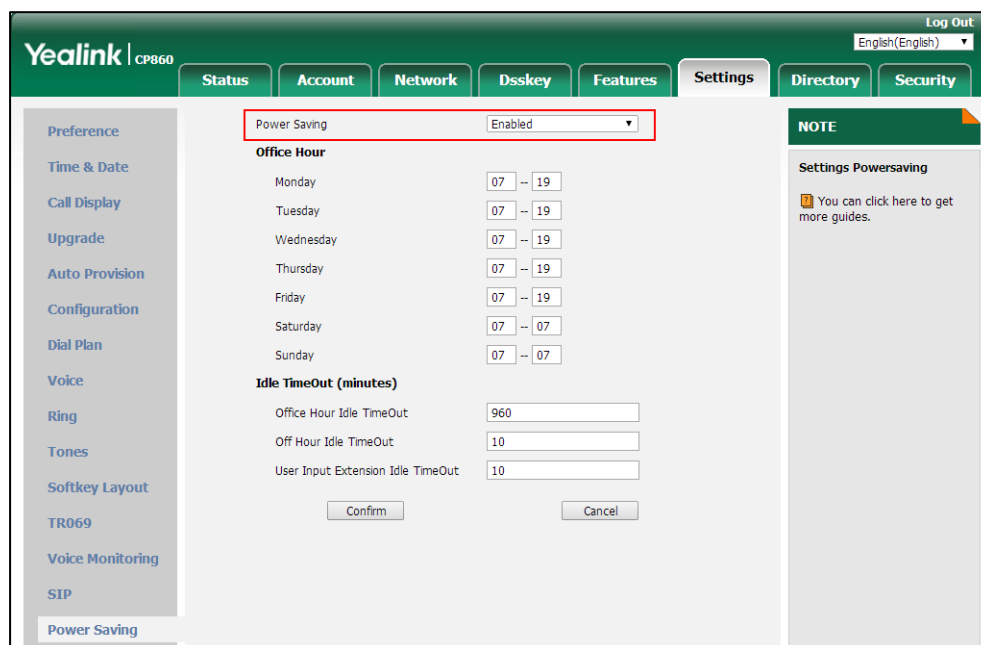 Log Out
Yealink CP860
English(English)
Status Account Network Dsskey Features Settings Directory Security
Preference
Time & Date
Call Display
Upgrade
Auto Provision
Configuration
Dial Plan
Voice
Ring
Tones
Softkey Layout
TR069
Voice Monitoring
SIP
Power Saving
Power Saving Enabled
Office Hour
Monday 07 -- 19
Tuesday 07 -- 19
Wednesday 07 -- 19
Thursday 07 -- 19
Friday 07 -- 19
Saturday 07 -- 07
Sunday 07 -- 07
Idle TimeOut (minutes)
Office Hour Idle TimeOut 960
Off Hour Idle TimeOut 10
User Input Extension Idle TimeOut 10
Confirm Cancel
NOTE
Settings Powersaving
? You can click here to get
more guides.